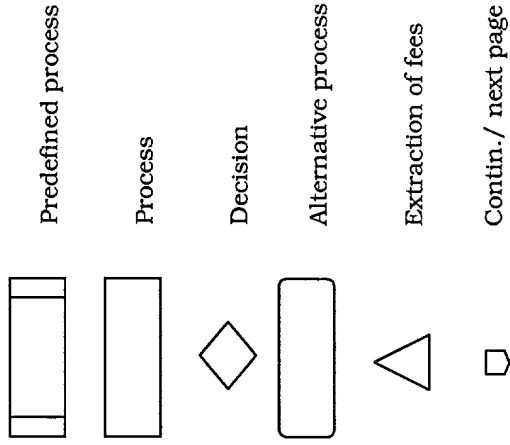 Predefined process
Process
Decision
Alternative process
Extraction of fees
Contin./ next page